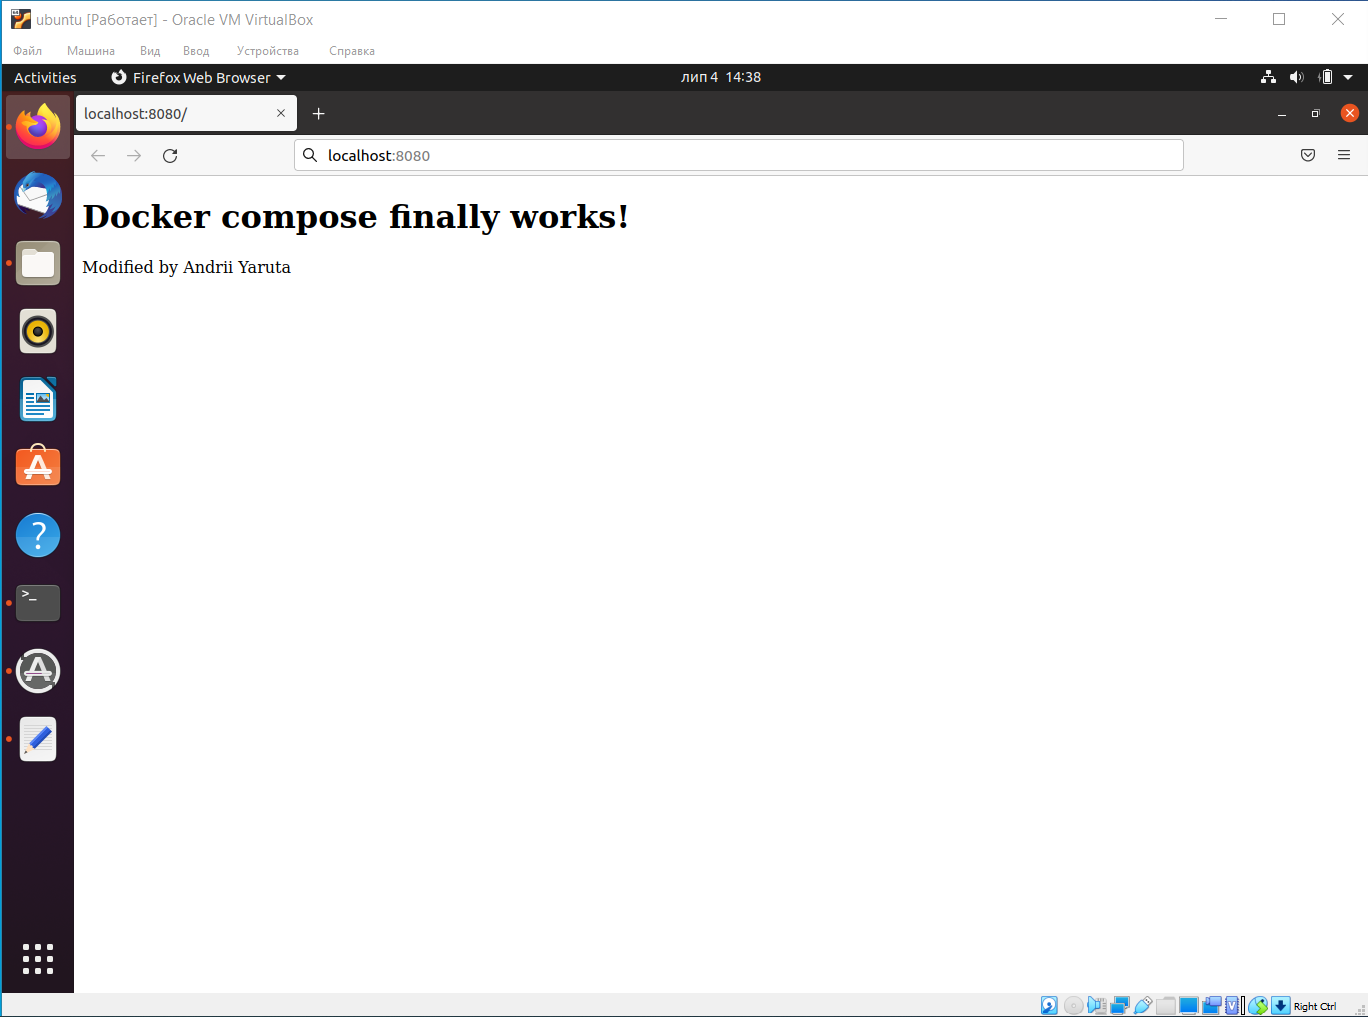 ubuntu [Работает] - Oracle VM VirtualBox
Файл Машина Вид Ввод Устройства Справка
Activities Firefox Web Browser лип 4 14:38
localhost:8080/
localhost:8080
Docker compose finally works!
Modified by Andrii Yaruta
Right Ctrl